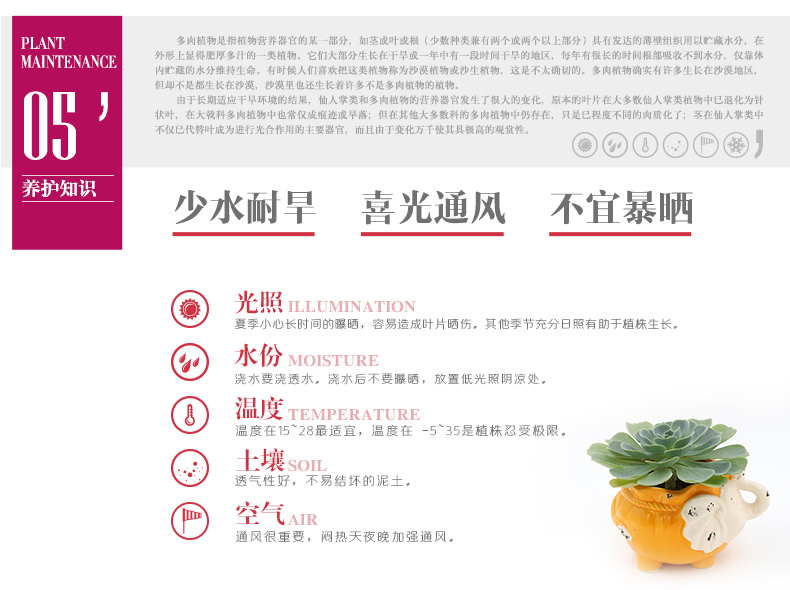 PLANT
MAINTENANCE
05’
养护知识
多肉植物是指植物营养器官的某一部分，如茎或叶或根（少数种类兼有两个或两个以上部分）具有发达的薄壁组织用以贮藏水分，在
外形上显得肥厚多汁的一类植物。它们大部分生长在干旱或一年中有一段时间干旱的地区，每年有很长的时间根部吸收不到水分，仅靠体
内贮藏的水分维持生命。有时候人们喜欢把这类植物称为沙漠植物或沙生植物，这是不太确切的。多肉植物确实有许多生长在沙漠地区，
但却不是都生长在沙漠，沙漠里也还生长着许多不是多肉植物的植物。
由于长期适应干旱环境的结果，仙人掌类和多肉植物的营养器官发生了很大的变化，原本的叶片在大多数仙人掌类植物中已退化为针
状叶，在大戟科多肉植物中也常仅成痕迹或早落；但在其他大多数科的多肉植物中仍存在，只是已程度不同的肉质化了；茎在仙人掌类中
不仅已代替叶成为进行光合作用的主要器官，而且由于变化万千使其具极高的观赏性。
少水耐旱 喜光通风 不宜暴晒
光照 ILLUMINATION
夏季小心长时间的曝晒，容易造成叶片晒伤。其他季节充分日照有助于植株生长。
水份 MOISTURE
浇水要浇透水。浇水后不要曝晒，放置低光照阴凉处。
温度 TEMPERATURE
温度在15~28最适宜，温度在 -5~35是植株忍受极限。
土壤 SOIL
透气性好，不易结坏的泥土。
空气 AIR
通风很重要，闷热天夜晚加强通风。